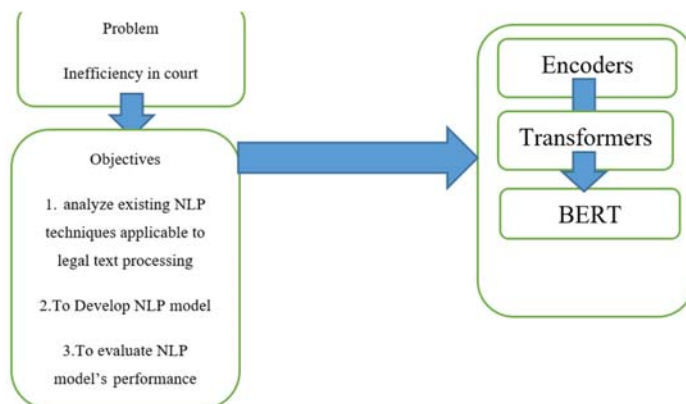 Problem
Inefficiency in court
Objectives
1. analyze existing NLP
techniques applicable to
legal text processing
2.To Develop NLP model
3.To evaluate NLP
model's performance
Encoders
Transformers
BERT